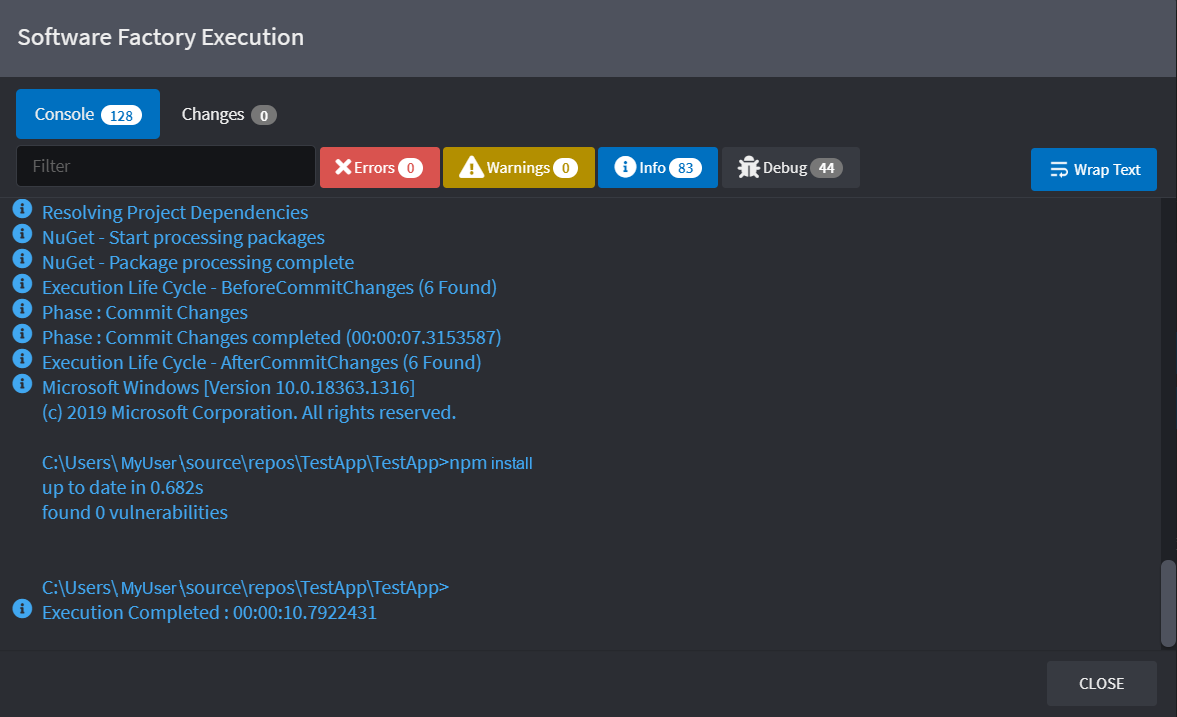 Software Factory Execution
Console 128 Changes 0
Filter Errors 0 Warnings 0 Info 83 Debug 44 Wrap Text
Resolving Project Dependencies
NuGet - Start processing packages
NuGet - Package processing complete
Execution Life Cycle - BeforeCommitChanges (6 Found)
Phase : Commit Changes
Phase : Commit Changes completed (00:00:07.3153587)
Execution Life Cycle - AfterCommitChanges (6 Found)
Microsoft Windows [Version 10.0.18363.1316]
(c) 2019 Microsoft Corporation. All rights reserved.
C:\Users\MyUser\source\repos\TestApp\TestApp>npm install
up to date in 0.682s
found 0 vulnerabilities
C:\Users\MyUser\source\repos\TestApp\TestApp>
Execution Completed : 00:00:10.7922431
CLOSE